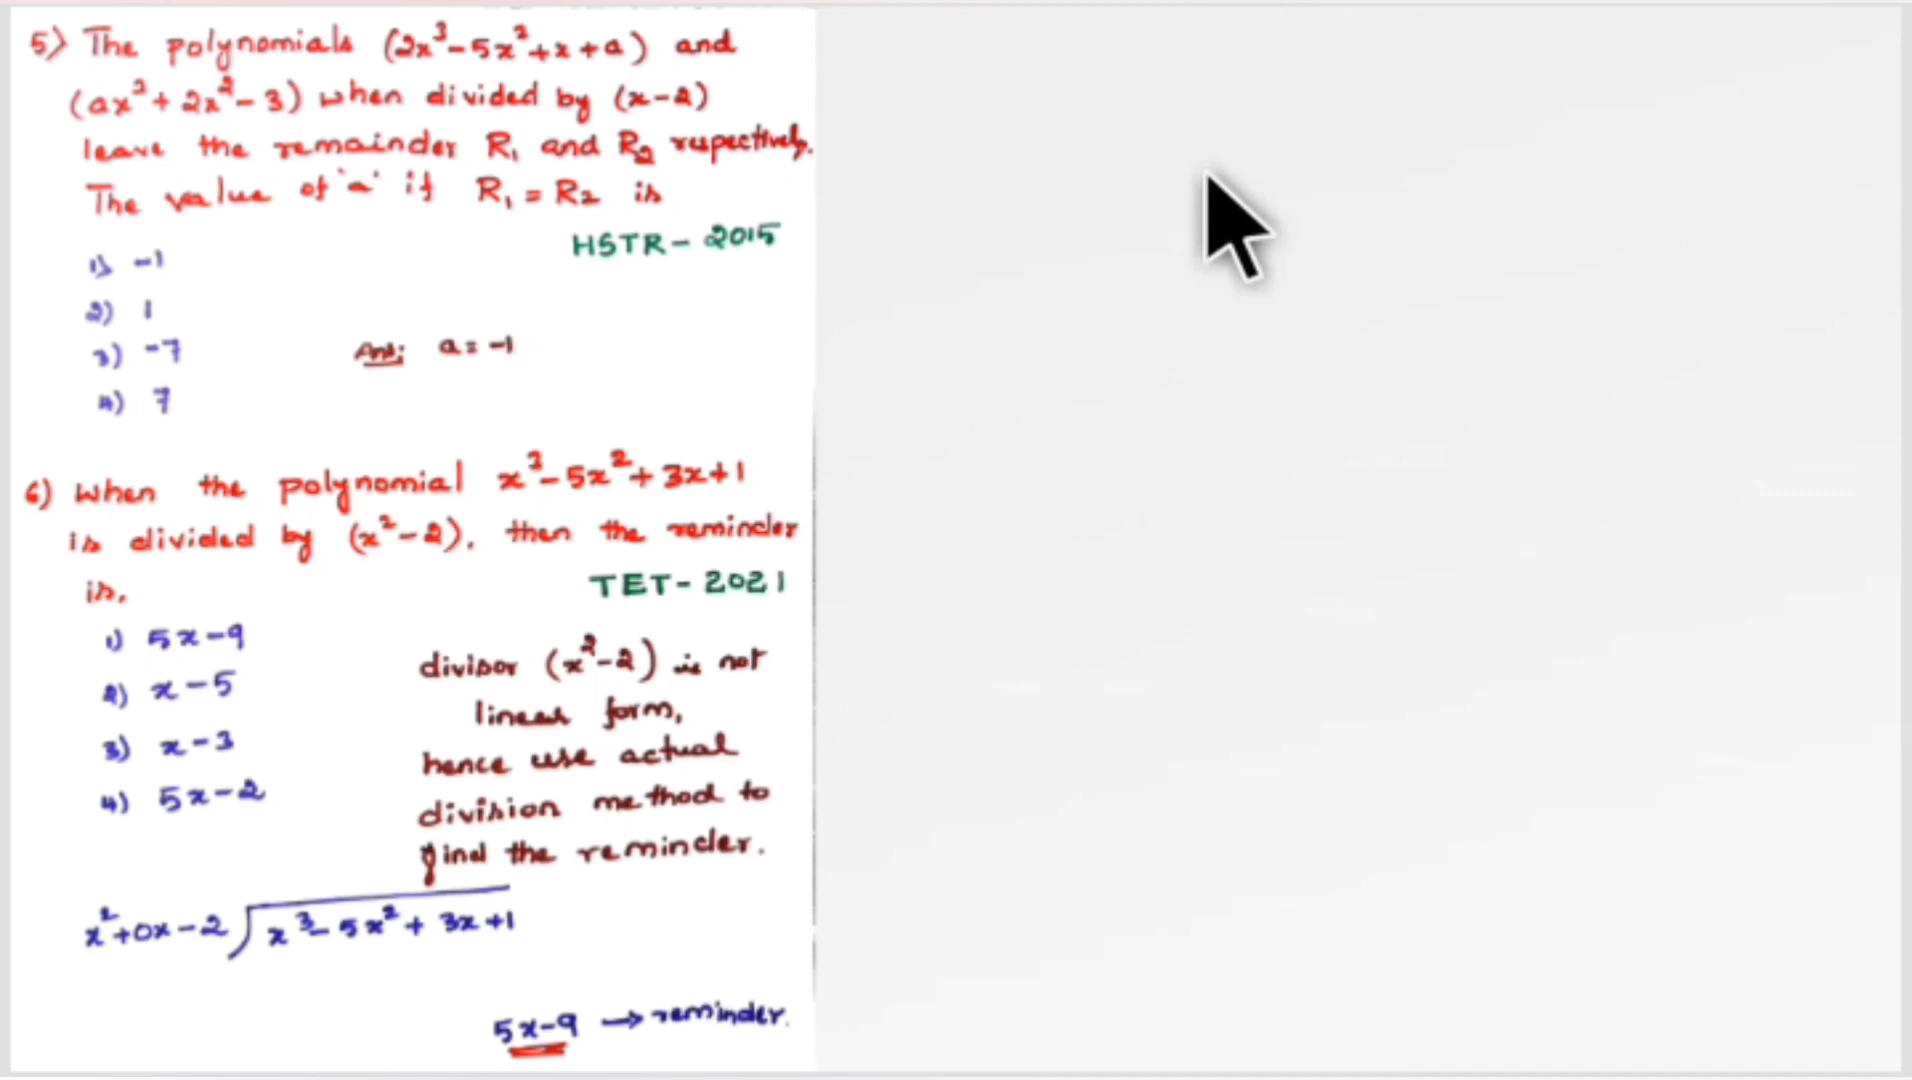 5) The polynomials (2x³-5x²+x+a) and
(ax³+2x²-3) when divided by (x-2)
leave the remainder R₁ and R₂ respectively.
The value of 'a' if R₁ = R₂ is
HSTR-2015
1) -1
2) 1
3) -7
Ans: a = -1
4) 7
6) When the polynomial x³-5x²+3x+1
is divided by (x²-2), then the reminder
is.
TET-2021
1) 5x-9
2) x-5
3) x-3
4) 5x-2
divisor (x²-2) is not
linear form,
hence use actual
division method to
find the reminder.
x²+0x-2) x³-5x²+3x+1
5x-9 → reminder.